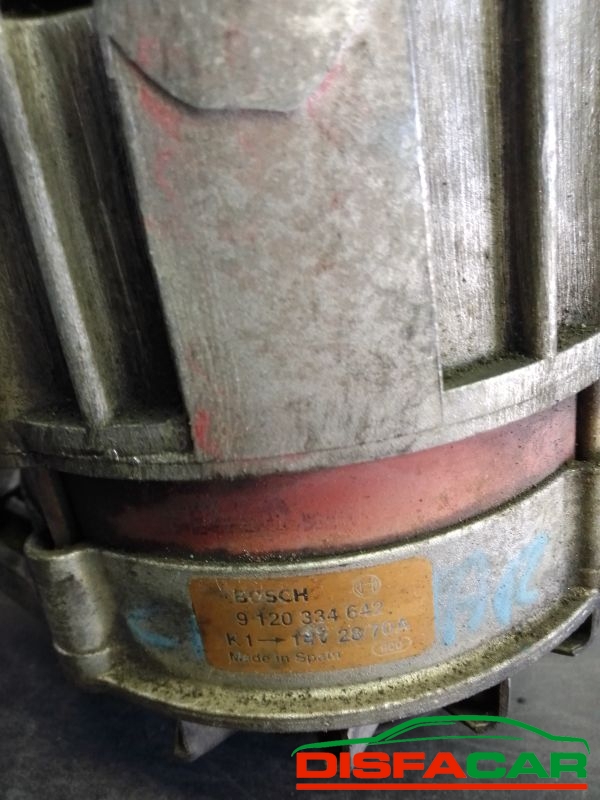 BOSCH
9 120 334 642
K1 → 14V 28/70A
Made in Spain
DISFACAR